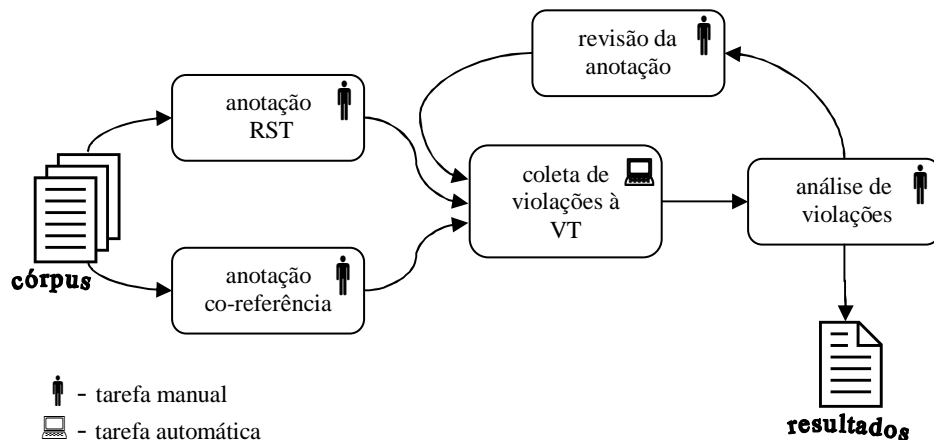 revisão da
anotação
anotação
RST
coleta de
violações à
VT
análise de
violações
córpus
anotação
co-referência
- tarefa manual
- tarefa automática
resultados